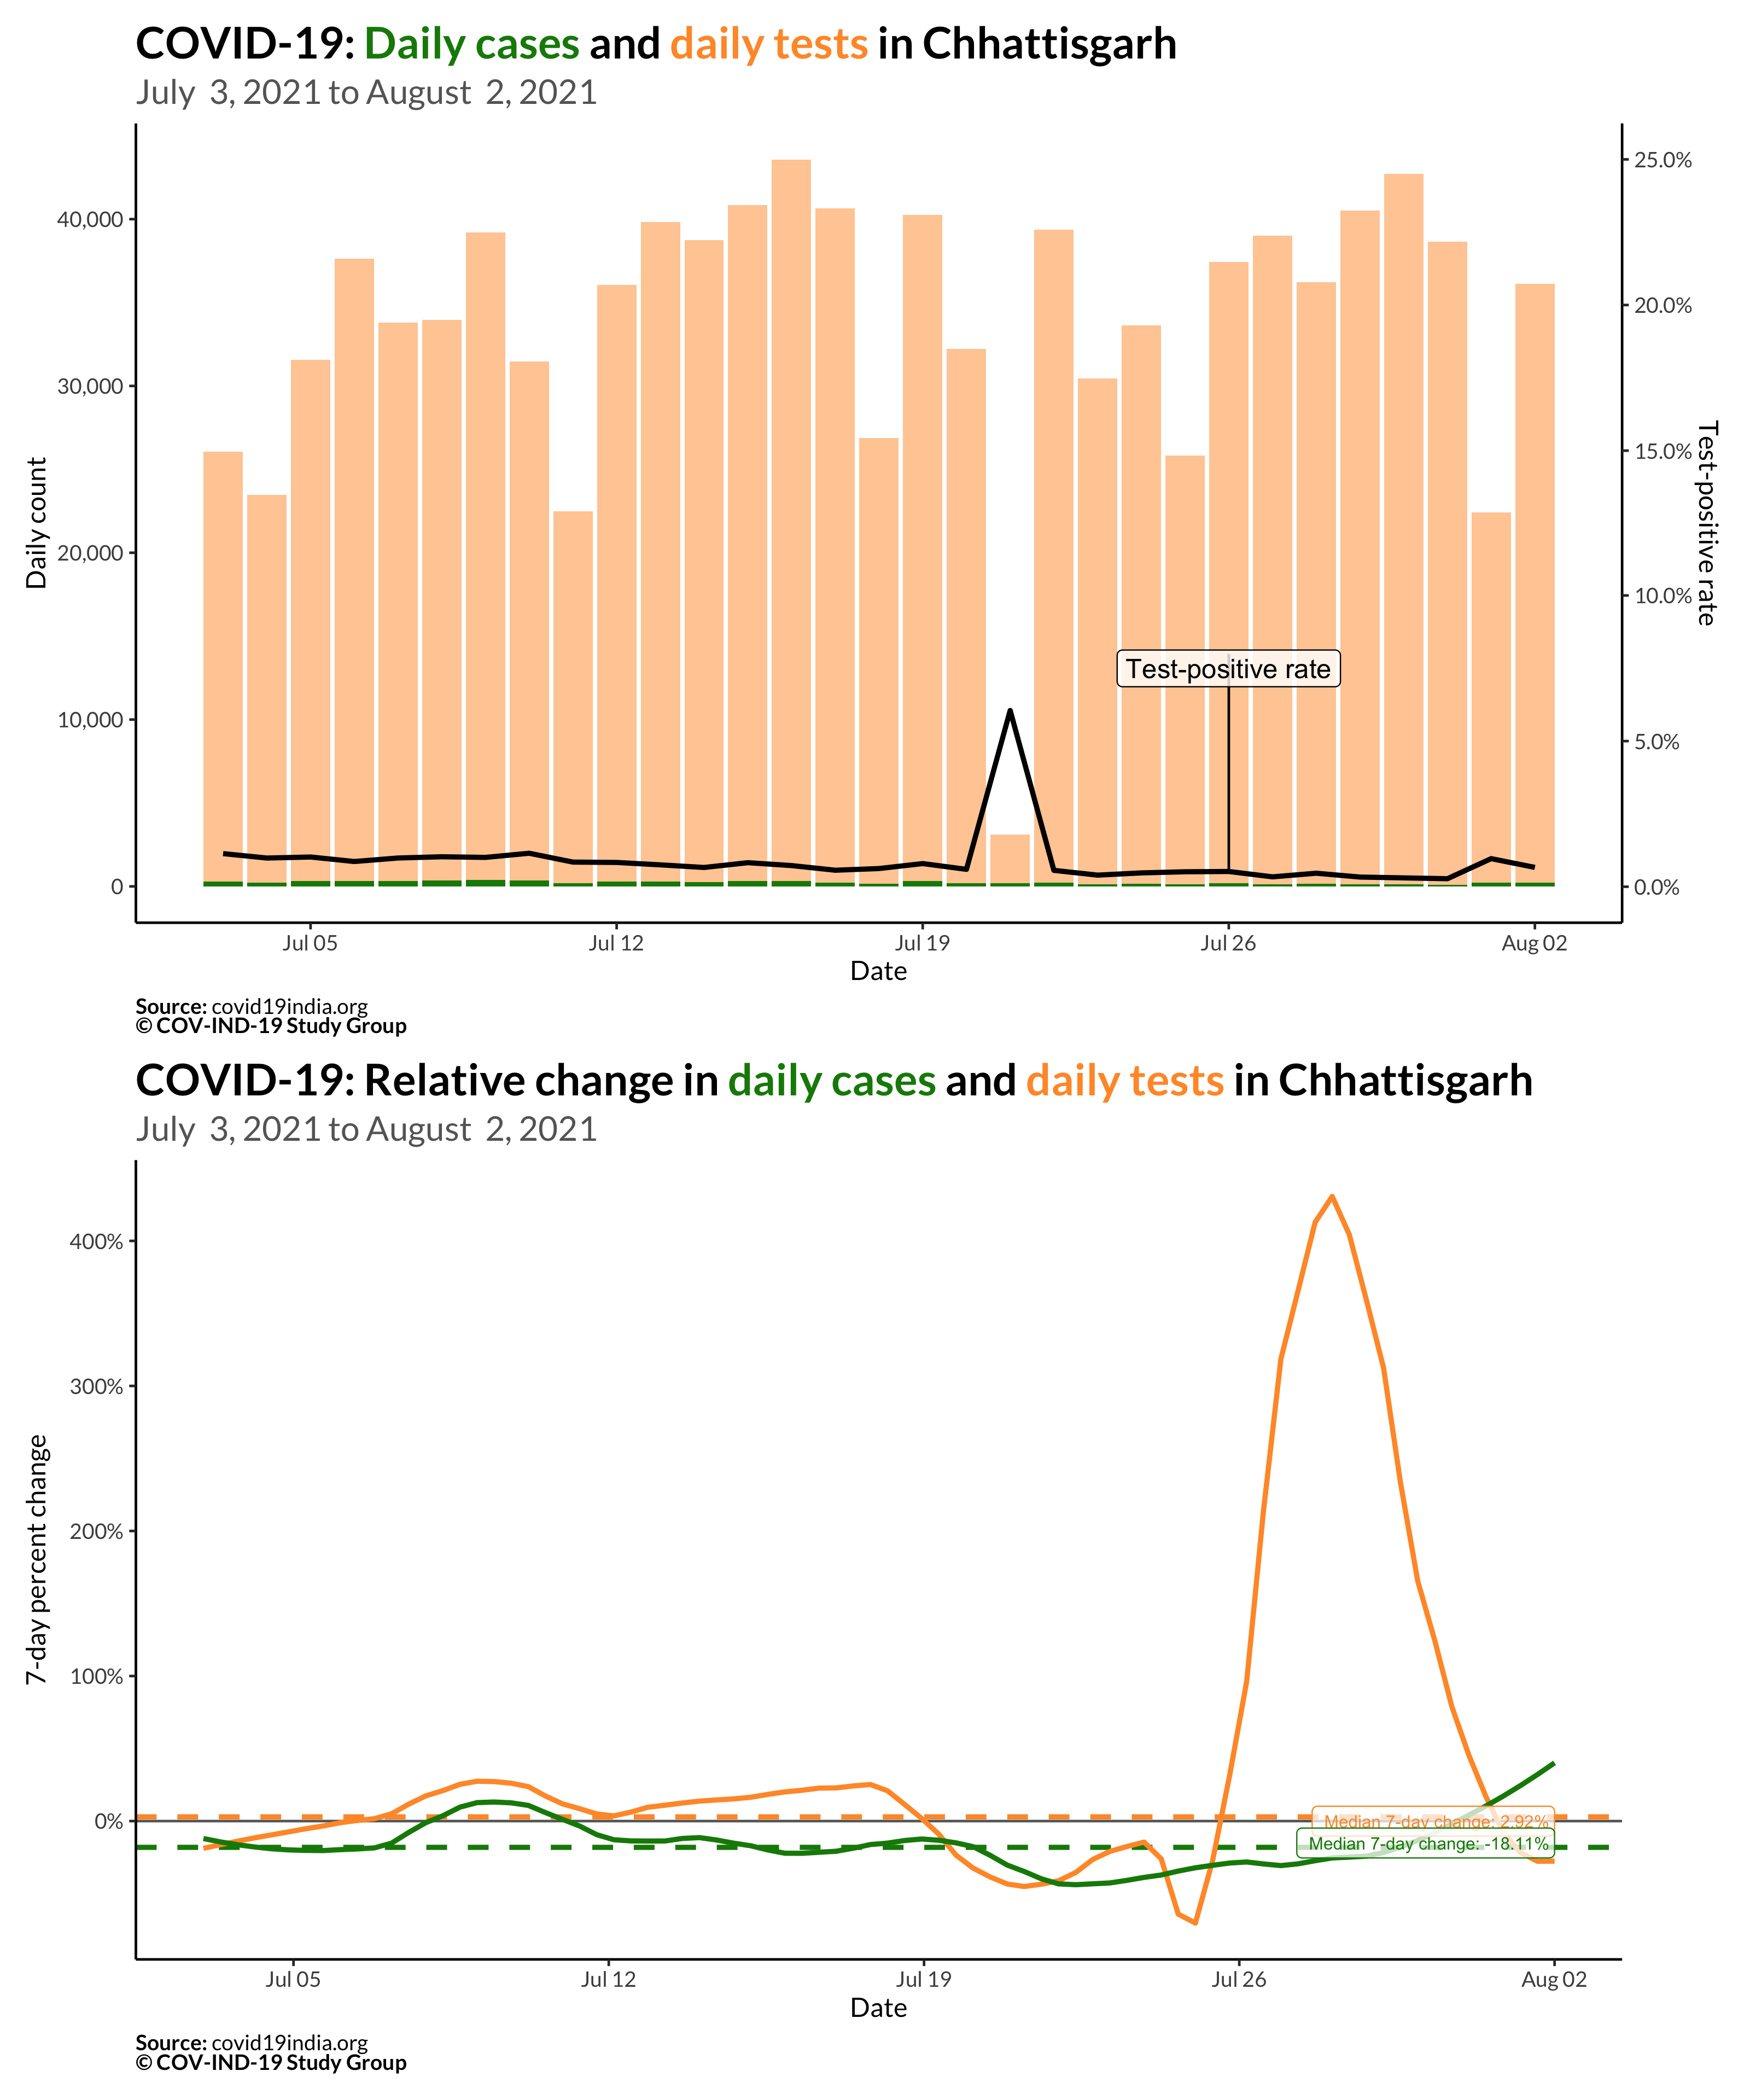 COVID-19: Daily cases and daily tests in Chhattisgarh
July 3, 2021 to August 2, 2021
Daily count
40,000
30,000
20,000
10,000
0
25.0%
20.0%
15.0%
10.0%
5.0%
0.0%
Test-positive rate
Test-positive rate
Jul 05
Jul 12
Jul 19
Jul 26
Aug 02
Date
Source: covid19india.org
© COV-IND-19 Study Group
COVID-19: Relative change in daily cases and daily tests in Chhattisgarh
July 3, 2021 to August 2, 2021
7-day percent change
400%
300%
200%
100%
0%
Median 7-day change: 2.92%
Median 7-day change: -18.11%
Jul 05
Jul 12
Jul 19
Jul 26
Aug 02
Date
Source: covid19india.org
© COV-IND-19 Study Group